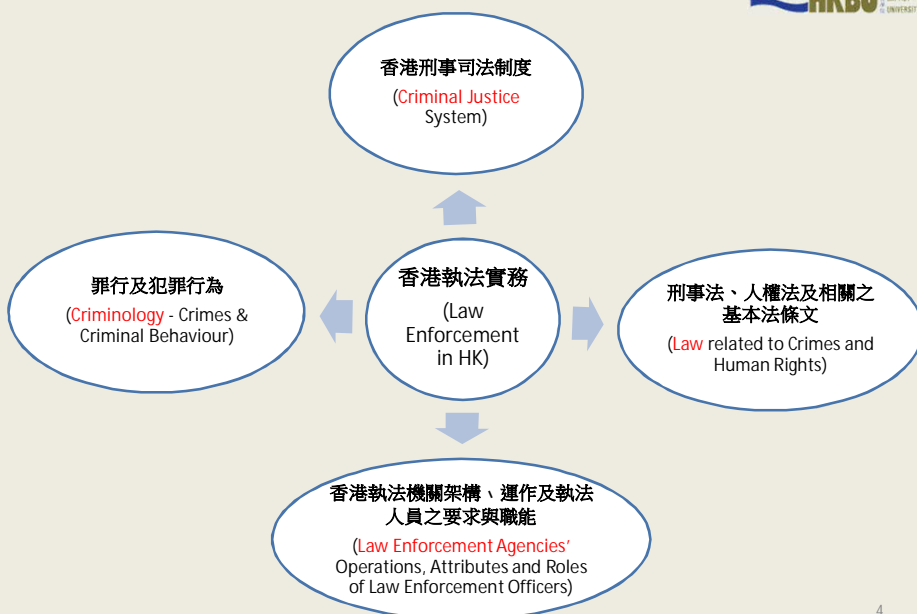 HKBU
UNIVERSITY
香港刑事司法制度
(Criminal Justice
System)
罪行及犯罪行為
(Criminology - Crimes &
Criminal Behaviour)
香港執法實務
(Law
Enforcement
in HK)
刑事法、人權法及相關之
基本法條文
(Law related to Crimes and
Human Rights)
香港執法機關架構、運作及執法
人員之要求與職能
(Law Enforcement Agencies’
Operations, Attributes and Roles
of Law Enforcement Officers)
4